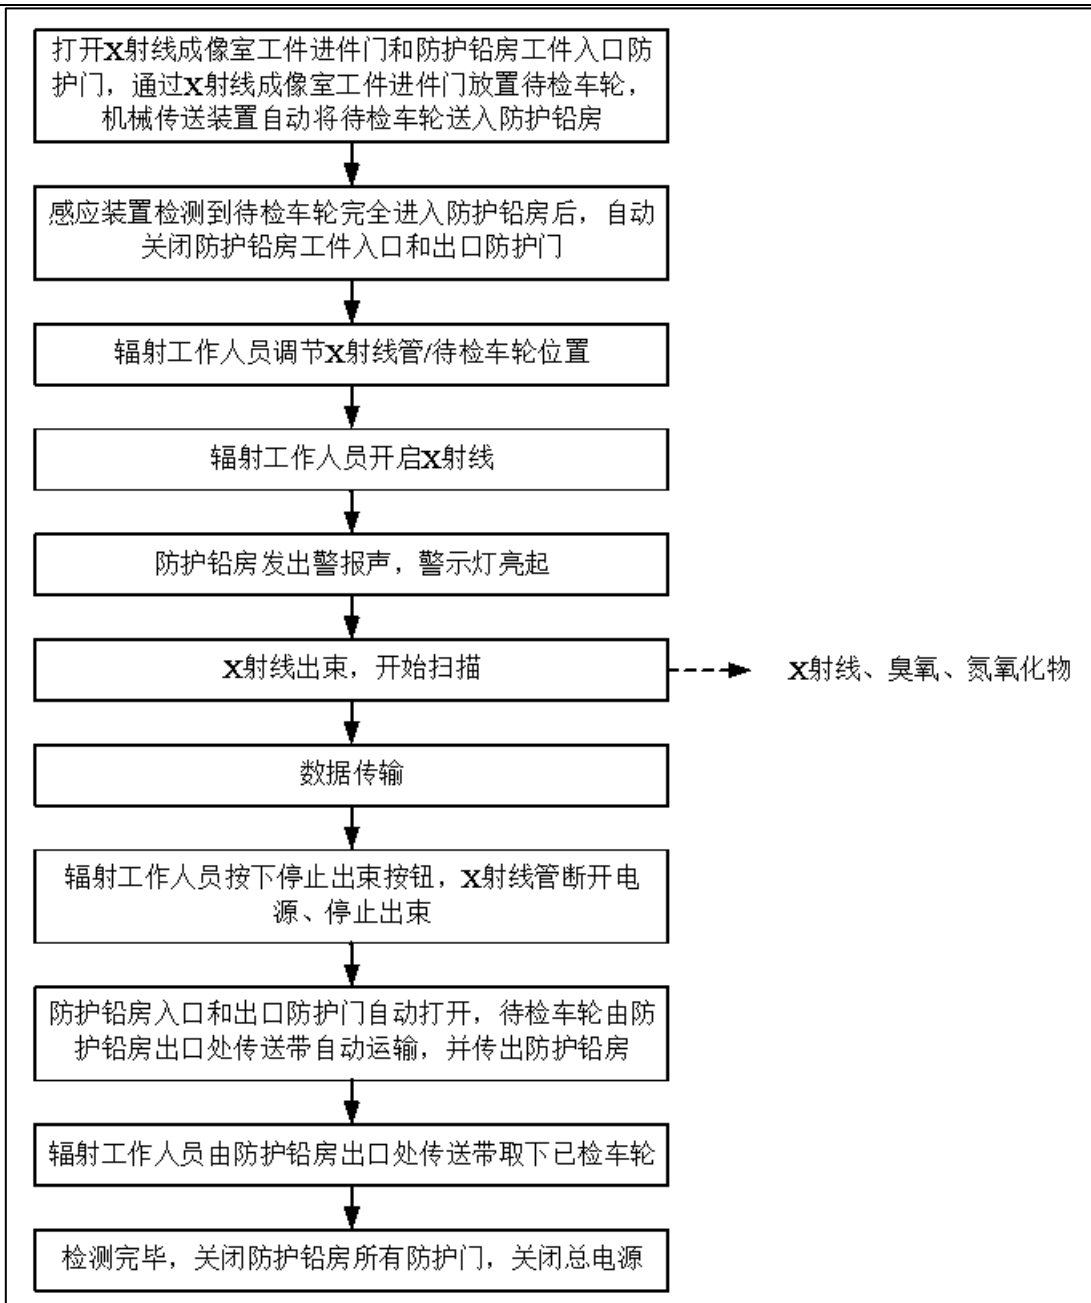 打开X射线成像室工件进件门和防护铅房工件入口防
护门，通过X射线成像室工件进件门放置待检车轮，
机械传送装置自动将待检车轮送入防护铅房
感应装置检测到待检车轮完全进入防护铅房后，自动
关闭防护铅房工件入口和出口防护门
辐射工作人员调节X射线管/待检车轮位置
辐射工作人员开启X射线
防护铅房发出警报声，警示灯亮起
X射线出束，开始扫描
X射线、臭氧、氮氧化物
数据传输
辐射工作人员按下停止出束按钮，X射线管断开电
源、停止出束
防护铅房入口和出口防护门自动打开，待检车轮由防
护铅房出口处传送带自动运输，并传出防护铅房
辐射工作人员由防护铅房出口处传送带取下已检车轮
检测完毕，关闭防护铅房所有防护门，关闭总电源